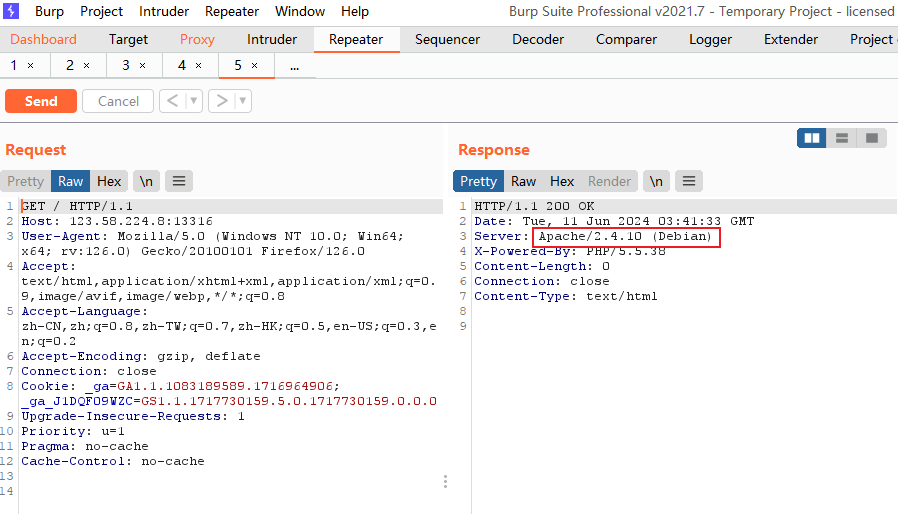 Burp Project Intruder Repeater Window Help Burp Suite Professional v2021.7 - Temporary Project - licensed
Dashboard Target Proxy Intruder Repeater Sequencer Decoder Comparer Logger Extender Project
1 × 2 × 3 × 4 × 5 × ...
Send Cancel < ▼ > ▼
Request
Pretty Raw Hex \n ≡
1 GET / HTTP/1.1
2 Host: 123.58.224.8:13316
3 User-Agent: Mozilla/5.0 (Windows NT 10.0; Win64;
x64; rv:126.0) Gecko/20100101 Firefox/126.0
4 Accept:
text/html,application/xhtml+xml,application/xml;q=0.
9,image/avif,image/webp,*/*;q=0.8
5 Accept-Language:
zh-CN,zh;q=0.8,zh-TW;q=0.7,zh-HK;q=0.5,en-US;q=0.3,e
n;q=0.2
6 Accept-Encoding: gzip, deflate
7 Connection: close
8 Cookie: _ga=GA1.1.1083189589.1716964906;
_ga_J1DQF09WZC=GS1.1.1717730159.5.0.1717730159.0.0.0
9 Upgrade-Insecure-Requests: 1
10 Priority: u=1
11 Pragma: no-cache
12 Cache-Control: no-cache
13
14
Response
Pretty Raw Hex Render \n ≡
1 HTTP/1.1 200 OK
2 Date: Tue, 11 Jun 2024 03:41:33 GMT
3 Server: Apache/2.4.10 (Debian)
4 X-Powered-By: PHP/5.5.38
5 Content-Length: 0
6 Connection: close
7 Content-Type: text/html
8
9